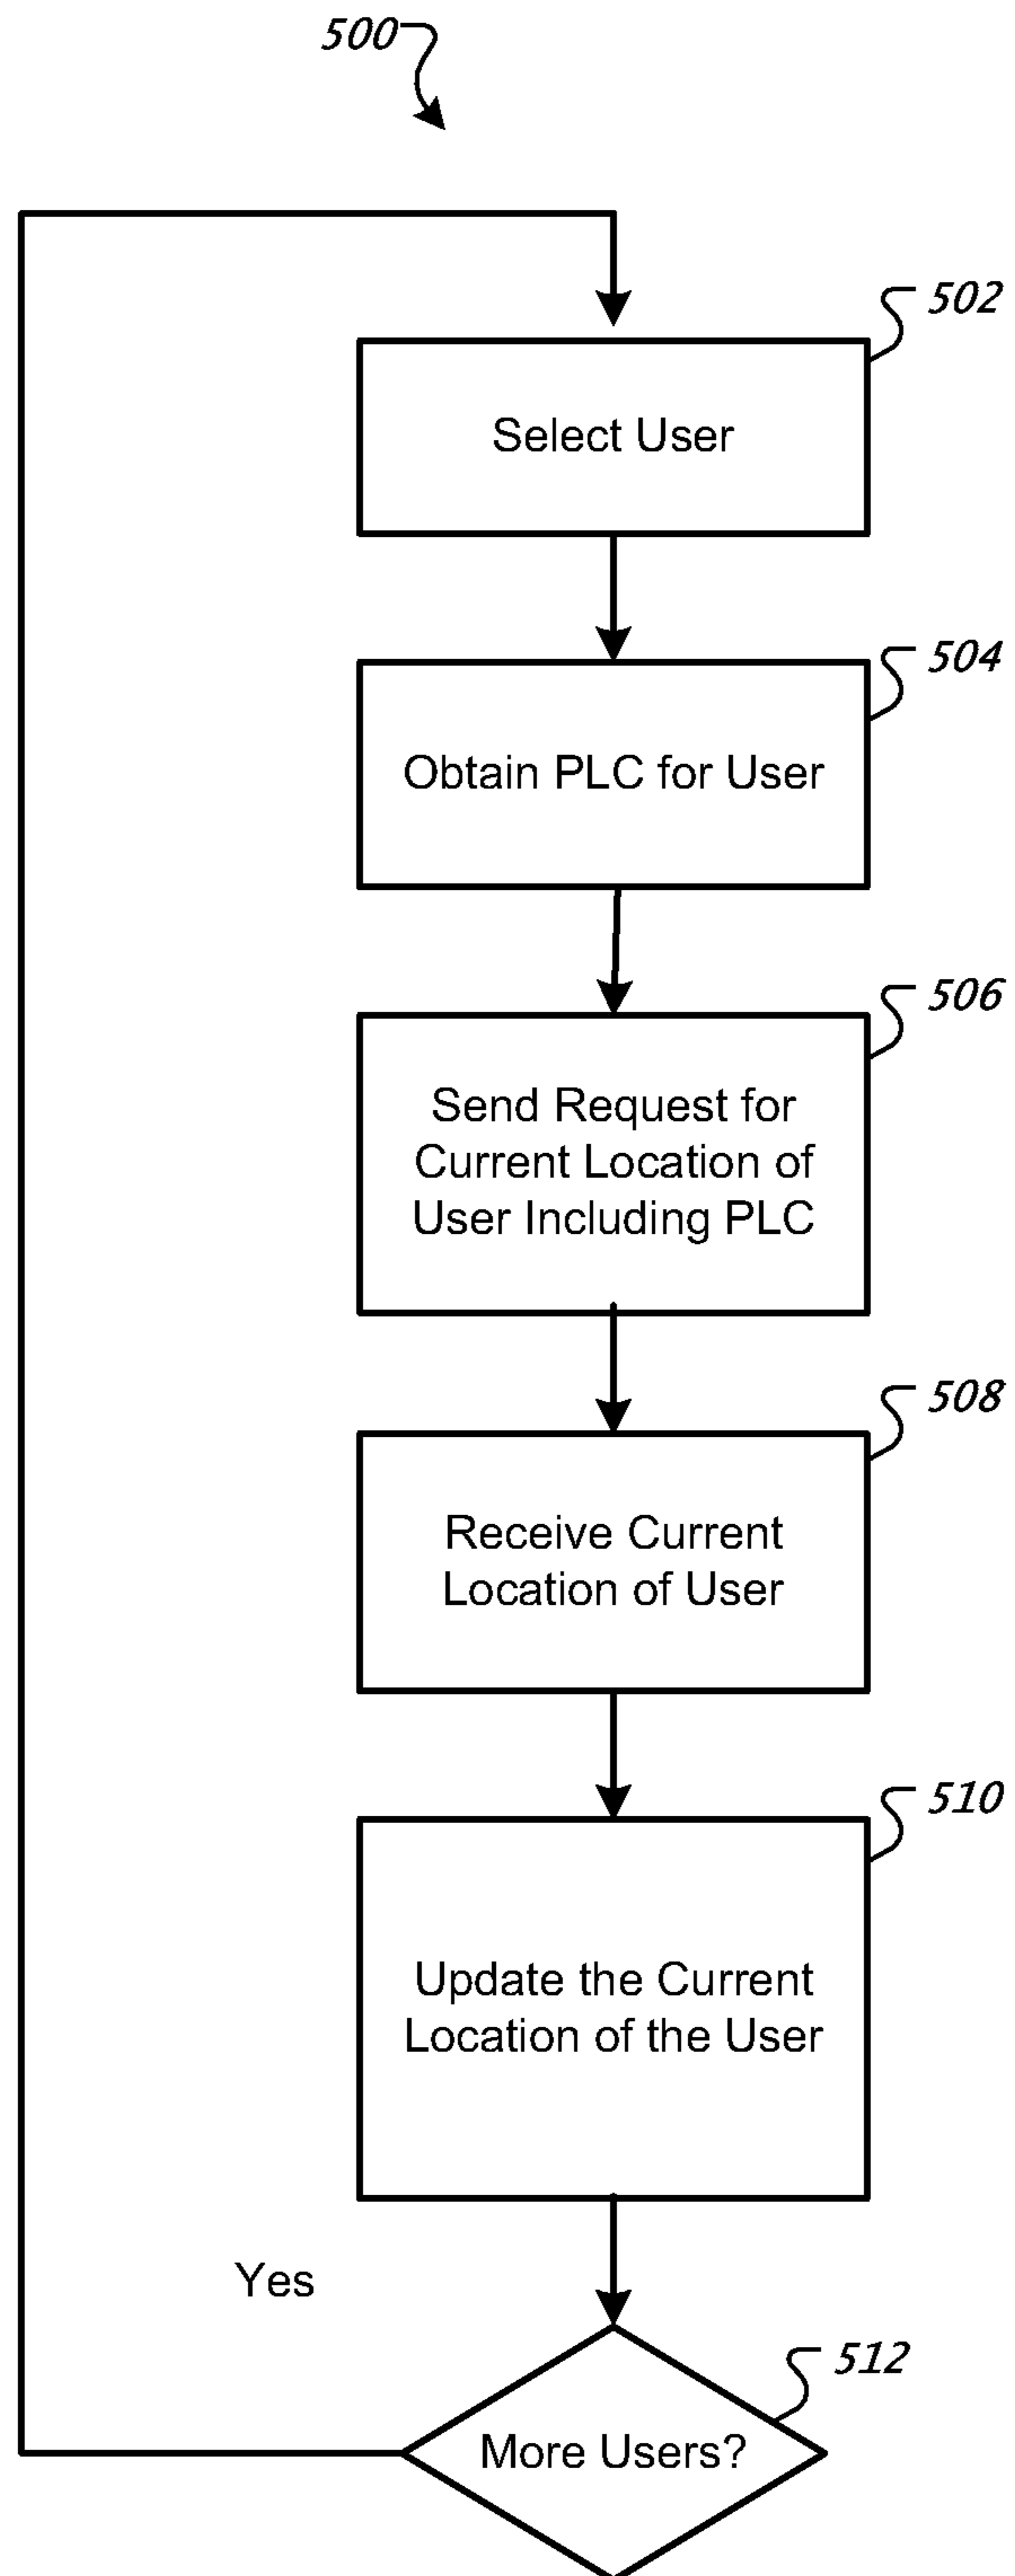 500
502
Select User
504
Obtain PLC for User
506
Send Request for
Current Location of
User Including PLC
508
Receive Current
Location of User
510
Update the Current
Location of the User
Yes
512
More Users?